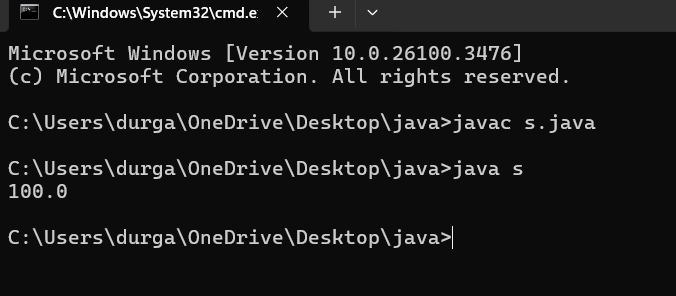 C:\Windows\System32\cmd.e
Microsoft Windows [Version 10.0.26100.3476]
(c) Microsoft Corporation. All rights reserved.
C:\Users\durga\OneDrive\Desktop\java>javac s.java
C:\Users\durga\OneDrive\Desktop\java>java s
100.0
C:\Users\durga\OneDrive\Desktop\java>